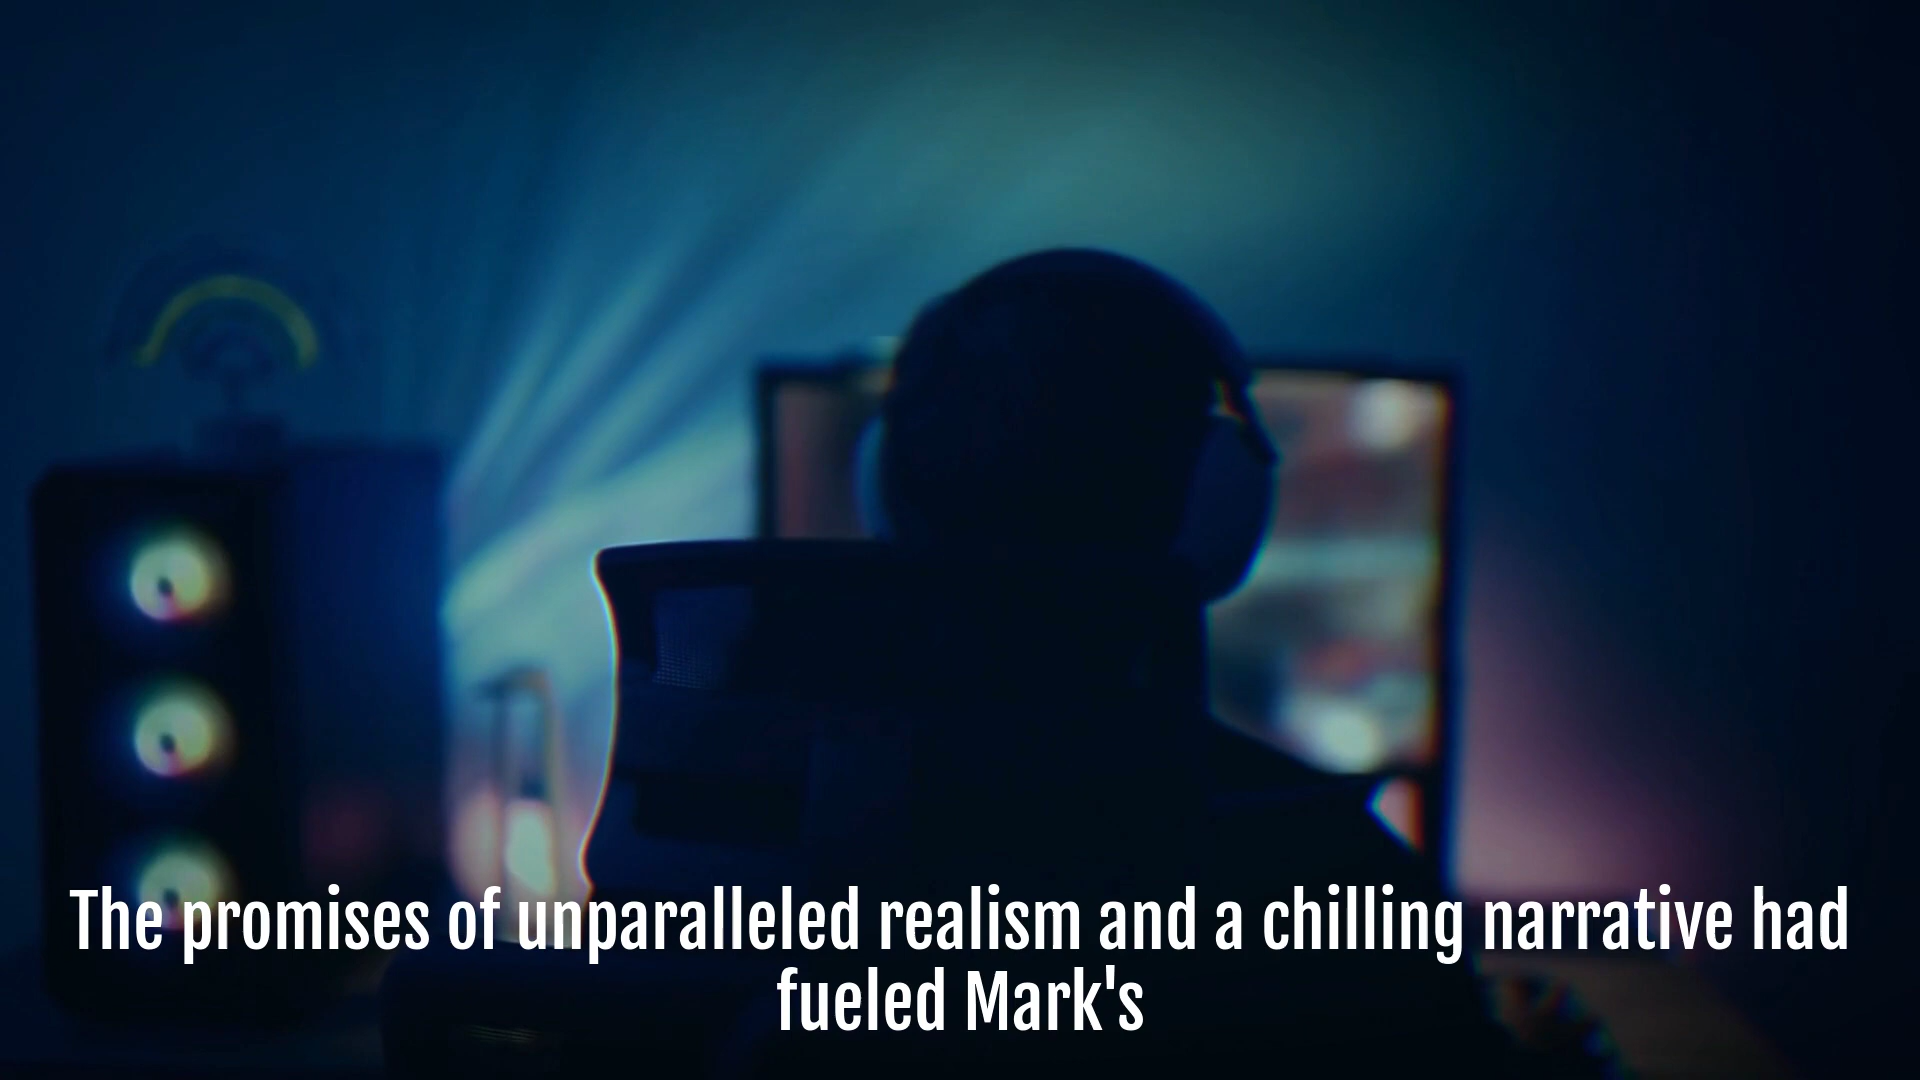 The promises of unparalleled realism and a chilling narrative had
fueled Mark's